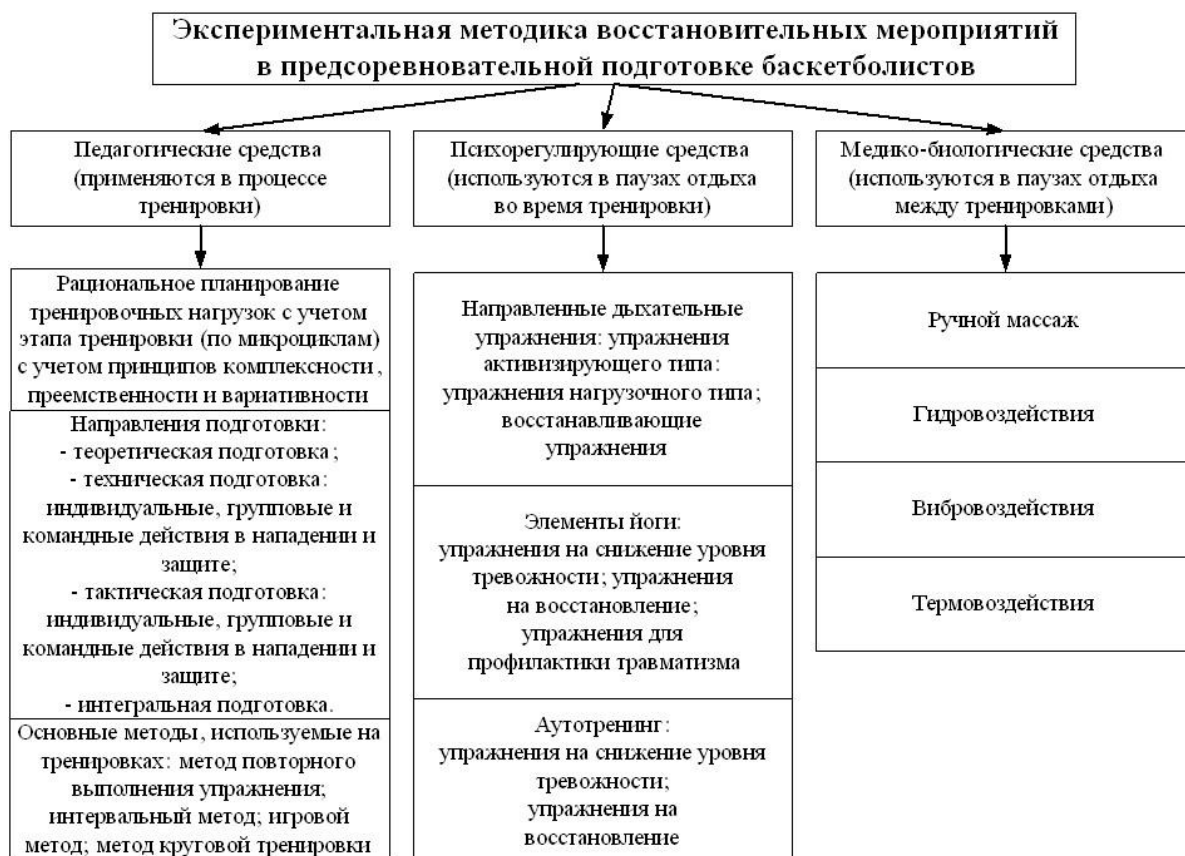 Экспериментальная методика восстановительных мероприятий
в предсоревновательной подготовке баскетболистов
Педагогические средства
(применяются в процессе
тренировки)
Психорегулирующие средства
(используются в паузах отдыха
во время тренировки)
Медико-биологические средства
(используются в паузах отдыха
между тренировками)
Рациональное планирование
тренировочных нагрузок с учетом
этапа тренировки (по микроциклам)
с учетом принципов комплексности,
преемственности и вариативности
Направления подготовки:
- теоретическая подготовка;
- техническая подготовка:
индивидуальные, групповые и
командные действия в нападении и
защите;
- тактическая подготовка:
индивидуальные, групповые и
командные действия в нападении и
защите;
- интегральная подготовка.
Основные методы, используемые на
тренировках: метод повторного
выполнения упражнения;
интервальный метод; игровой
метод; метод круговой тренировки
Направленные дыхательные
упражнения: упражнения
активизирующего типа:
упражнения нагрузочного типа;
восстанавливающие
упражнения
Элементы йоги:
упражнения на снижение уровня
тревожности; упражнения
на восстановление;
упражнения для
профилактики травматизма
Аутотренинг:
упражнения на снижение уровня
тревожности;
упражнения на
восстановление
Ручной массаж
Гидровоздействия
Вибровоздействия
Термовоздействия